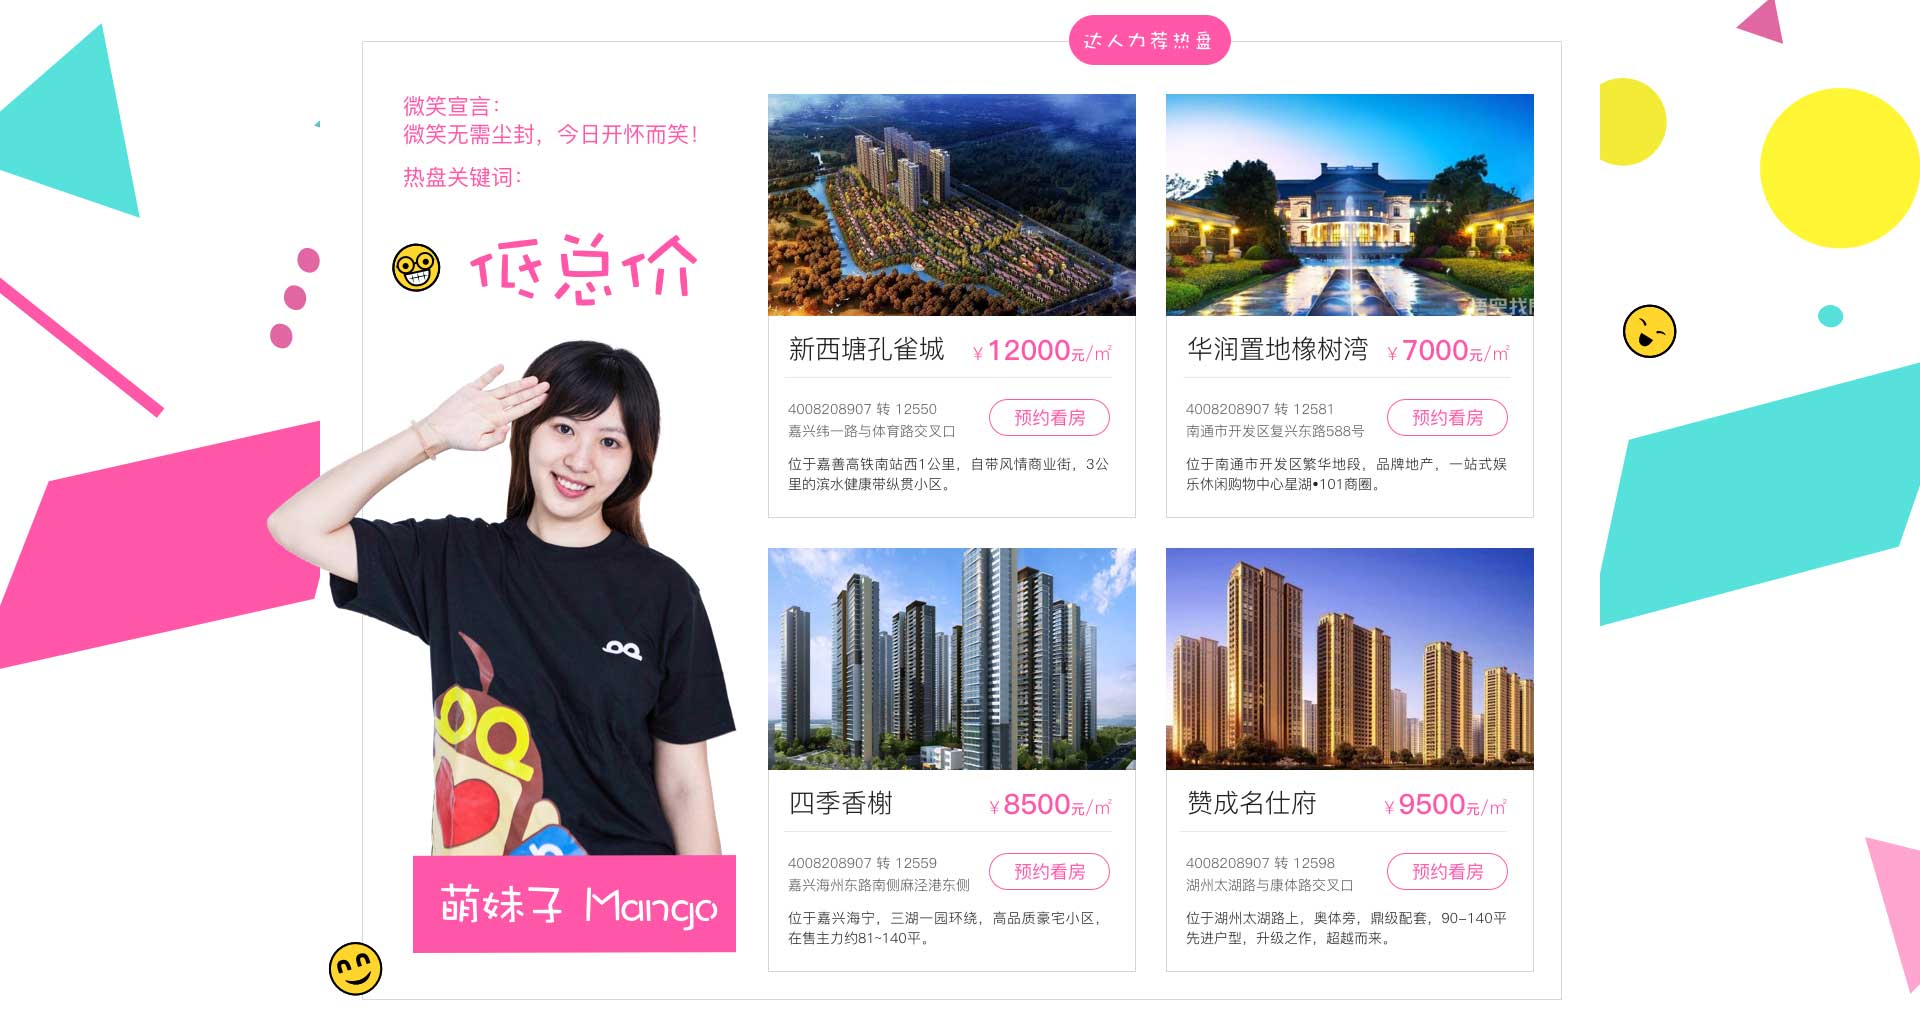 达人力荐热盘
微笑宣言：
微笑无需尘封，今日开怀而笑！
热盘关键词：
低总价
萌妹子 Mango
新西塘孔雀城 ￥12000元/㎡
4008208907 转 12550
嘉兴纬一路与体育路交叉口
预约看房
位于嘉善高铁南站西1公里，自带风情商业街，3公
里的滨水健康带纵贯小区。
悟空找房
华润置地橡树湾 ￥7000元/㎡
4008208907 转 12581
南通市开发区复兴东路588号
预约看房
位于南通市开发区繁华地段，品牌地产，一站式娱
乐休闲购物中心星湖•101商圈。
四季香榭 ￥8500元/㎡
4008208907 转 12559
嘉兴海州东路南侧麻泾港东侧
预约看房
位于嘉兴海宁，三湖一园环绕，高品质豪宅小区，
在售主力约81~140平。
赞成名仕府 ￥9500元/㎡
4008208907 转 12598
湖州太湖路与康体路交叉口
预约看房
位于湖州太湖路上，奥体旁，鼎级配套，90-140平
先进户型，升级之作，超越而来。